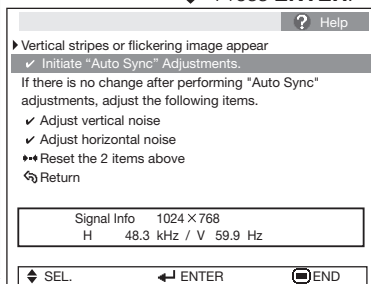 Press ENTER.
? Help
Vertical stripes or flickering image appear
✔ Initiate “Auto Sync” Adjustments.
If there is no change after performing "Auto Sync"
adjustments, adjust the following items.
✔ Adjust vertical noise
✔ Adjust horizontal noise
Reset the 2 items above
Return
Signal Info 1024×768
H 48.3 kHz / V 59.9 Hz
SEL. ENTER END